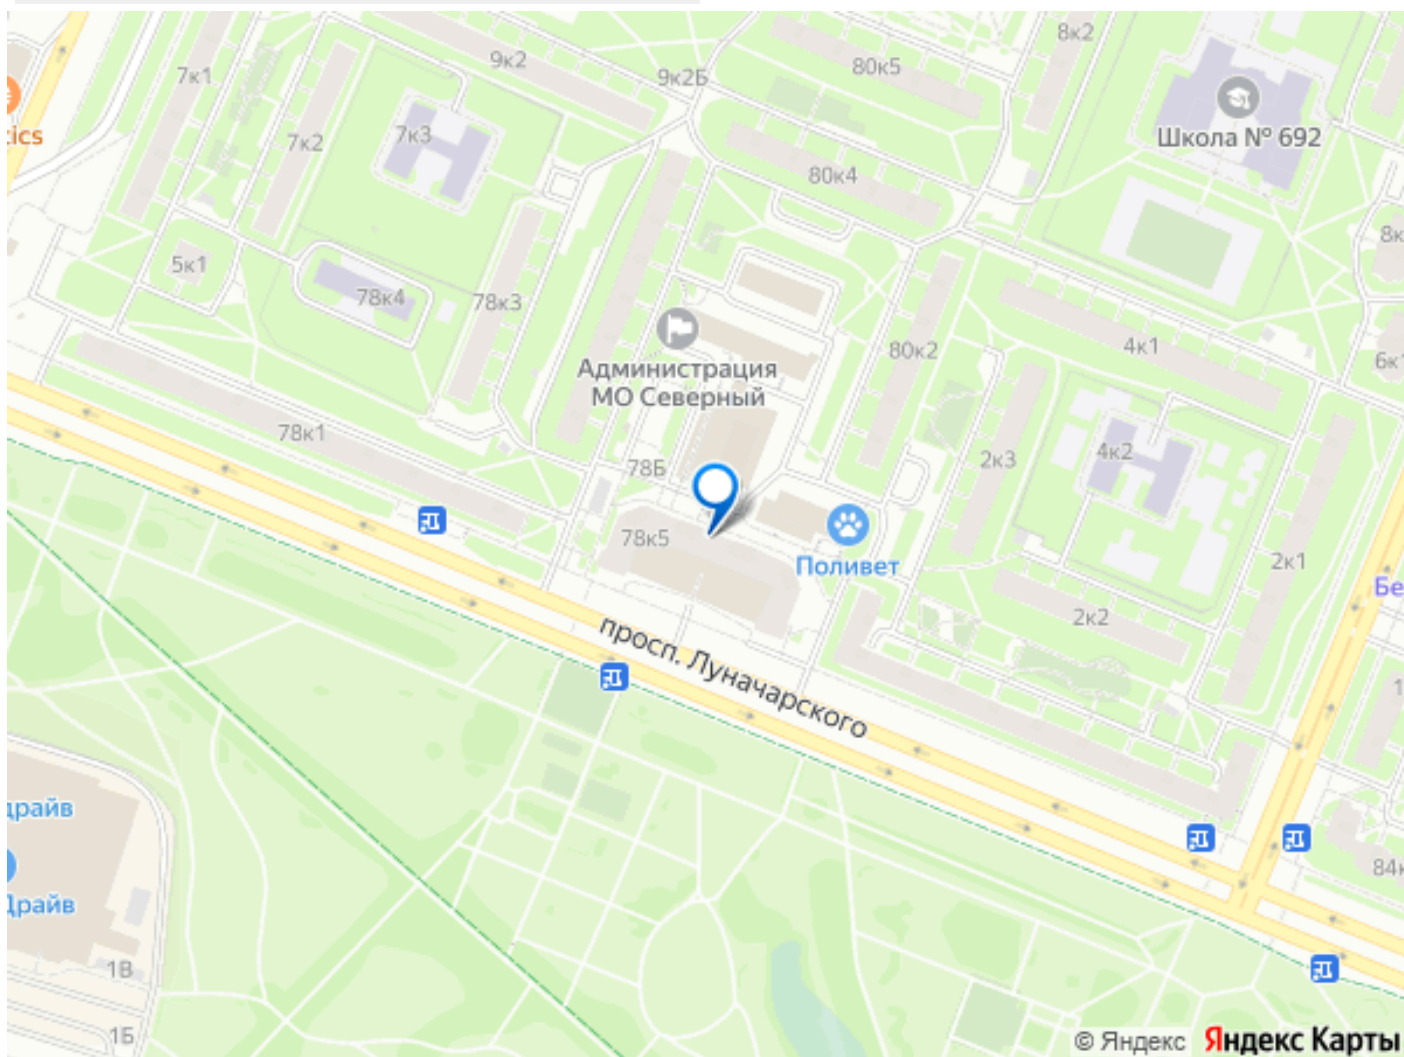 8к2
9к2
80к5
7к1
9к2Б
tics
7к2
7к3
Школа № 692
80к4
5к1
8к
78к4
78к3
80к2
4к1
6к1
Администрация
МО Северный
78к1
78Б
2к3
4к2
78к5
Поливет
2к1
Бе
2к2
просп. Луначарского
1
драйв
Драйв
84к
1В
1Б
© Яндекс Яндекс Карты